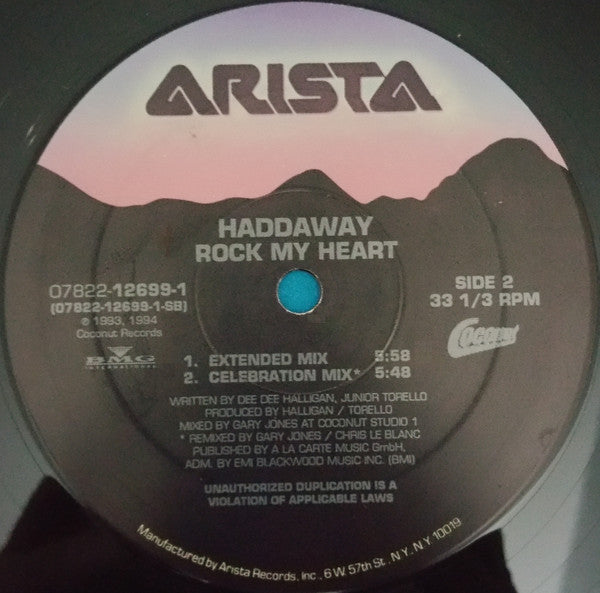 ARISTA
HADDAWAY
ROCK MY HEART
07822-12699-1
(07822-12699-1-SB)
℗ 1993, 1994
Coconut Records
BMG
INTERNATIONAL
SIDE 2
33 1/3 RPM
COCONUT
1. EXTENDED MIX 5:58
2. CELEBRATION MIX* 5:48
WRITTEN BY DEE DEE HALLIGAN, JUNIOR TORELLO
PRODUCED BY HALLIGAN / TORELLO
MIXED BY GARY JONES AT COCONUT STUDIO 1
* REMIXED BY GARY JONES / CHRIS LE BLANC
PUBLISHED BY A LA CARTE MUSIC GmbH,
ADM. BY EMI BLACKWOOD MUSIC INC. (BMI)
UNAUTHORIZED DUPLICATION IS A
VIOLATION OF APPLICABLE LAWS
Manufactured by Arista Records, Inc., 6 W. 57th St., N.Y., N.Y. 10019